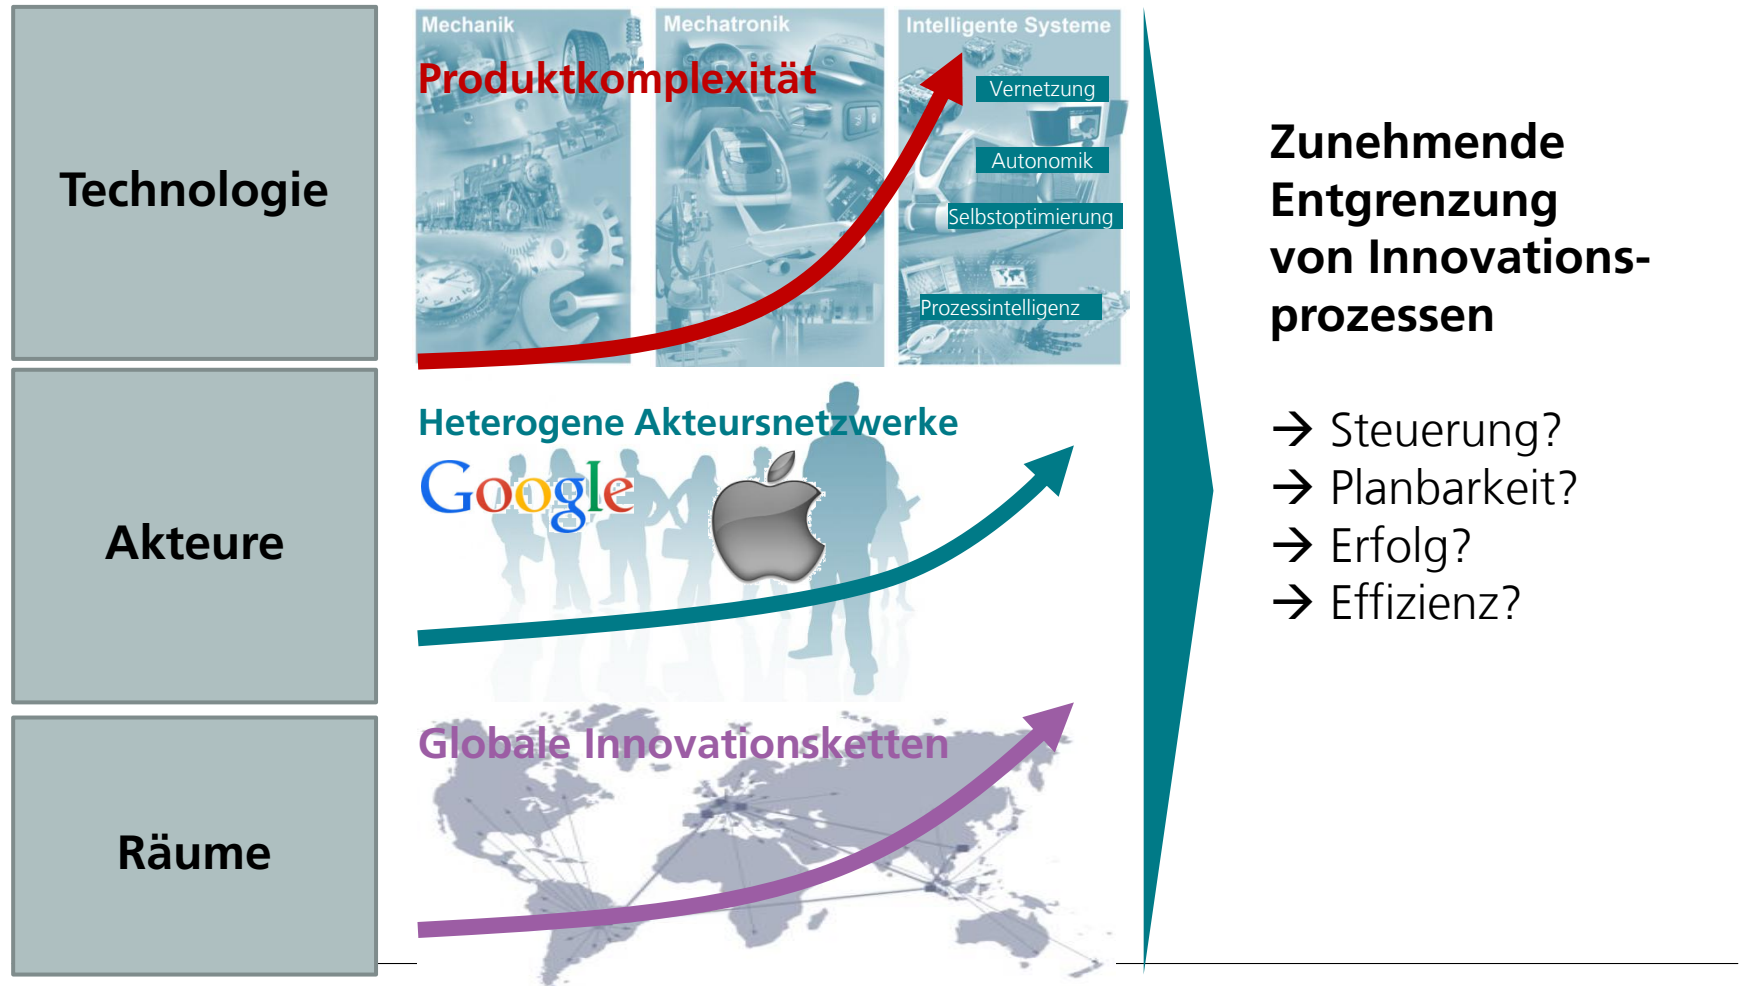 Technologie
Mechanik
Mechatronik
Intelligente Systeme
Produktkomplexität
Vernetzung
Autonomik
Selbstoptimierung
Prozessintelligenz
Akteure
Heterogene Akteursnetzwerke
Google
Räume
Globale Innovationsketten
Zunehmende
Entgrenzung
von Innovations-
prozessen
→ Steuerung?
→ Planbarkeit?
→ Erfolg?
→ Effizienz?